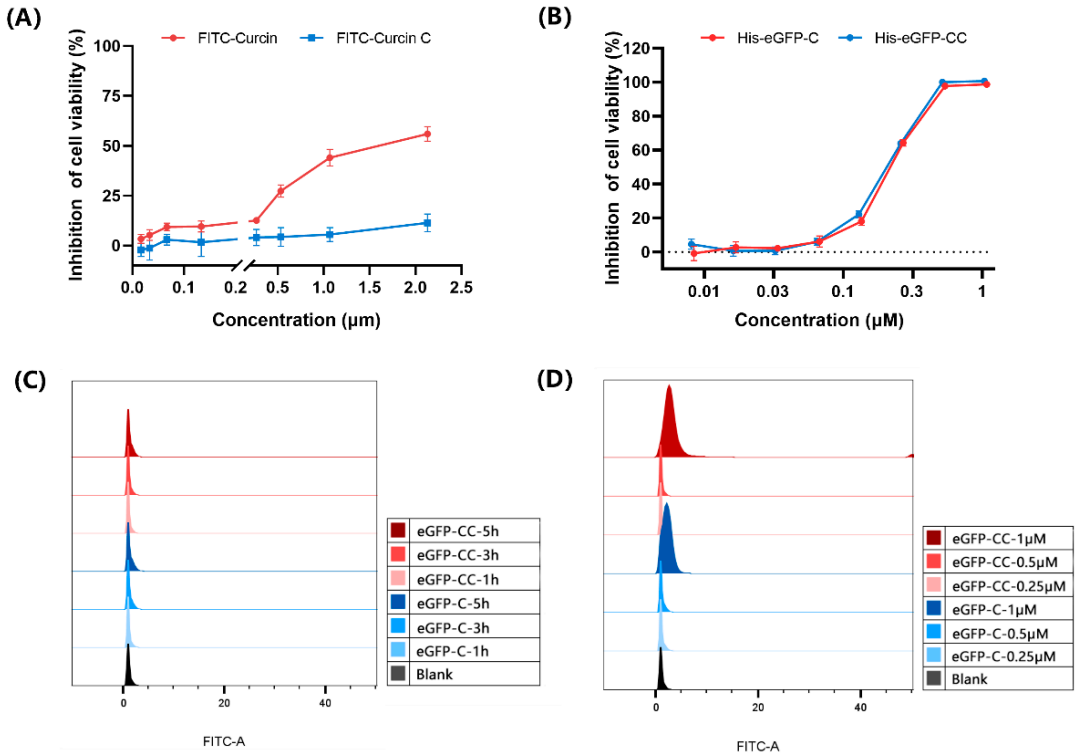 (A)
FITC-Curcin
FITC-Curcin C
Inhibition of cell viability (%)
100
75
50
25
0
0.0
0.1
0.2
0.5
1.0
2.0
2.5
Concentration (μm)
(B)
His-eGFP-C
His-eGFP-CC
Inhibition of cell viability (%)
120
100
80
60
40
20
0
0.01
0.03
0.1
0.3
1
Concentration (μM)
(C)
0
20
40
FITC-A
eGFP-CC-5h
eGFP-CC-3h
eGFP-CC-1h
eGFP-C-5h
eGFP-C-3h
eGFP-C-1h
Blank
(D)
0
20
40
FITC-A
eGFP-CC-1μM
eGFP-CC-0.5μM
eGFP-CC-0.25μM
eGFP-C-1μM
eGFP-C-0.5μM
eGFP-C-0.25μM
Blank